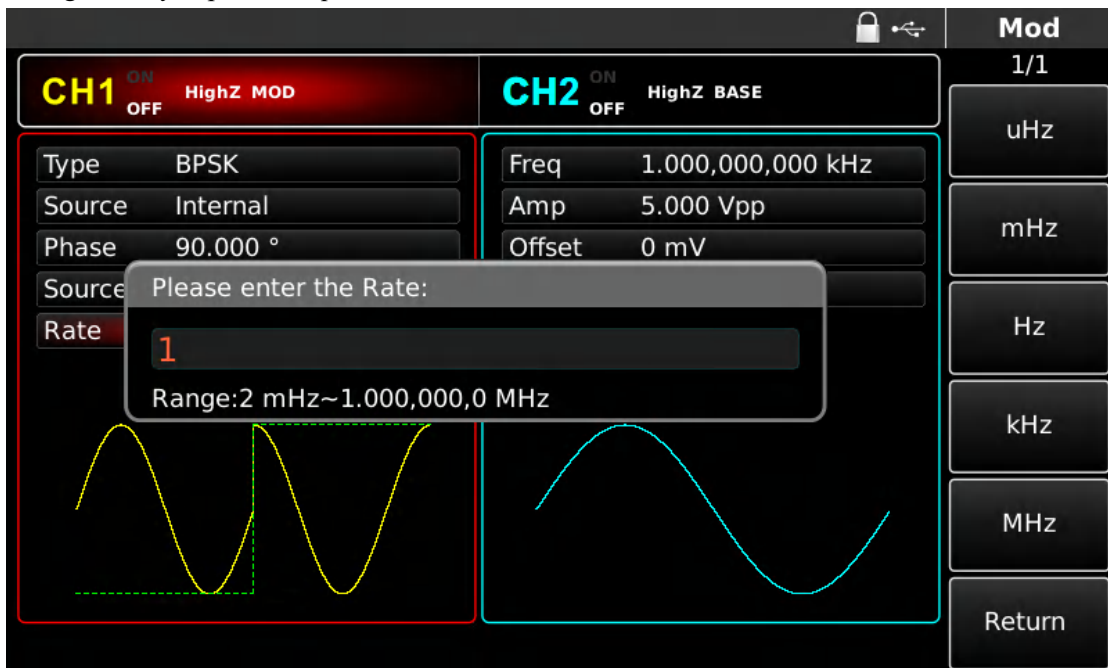 Mod
1/1
CH1 ON OFF HighZ MOD
CH2 ON OFF HighZ BASE
uHz
Type BPSK
Freq 1.000,000,000 kHz
Source Internal
Amp 5.000 Vpp
mHz
Phase 90.000 °
Offset 0 mV
Source
Please enter the Rate:
Rate
1
Hz
Range:2 mHz~1.000,000,0 MHz
kHz
MHz
Return